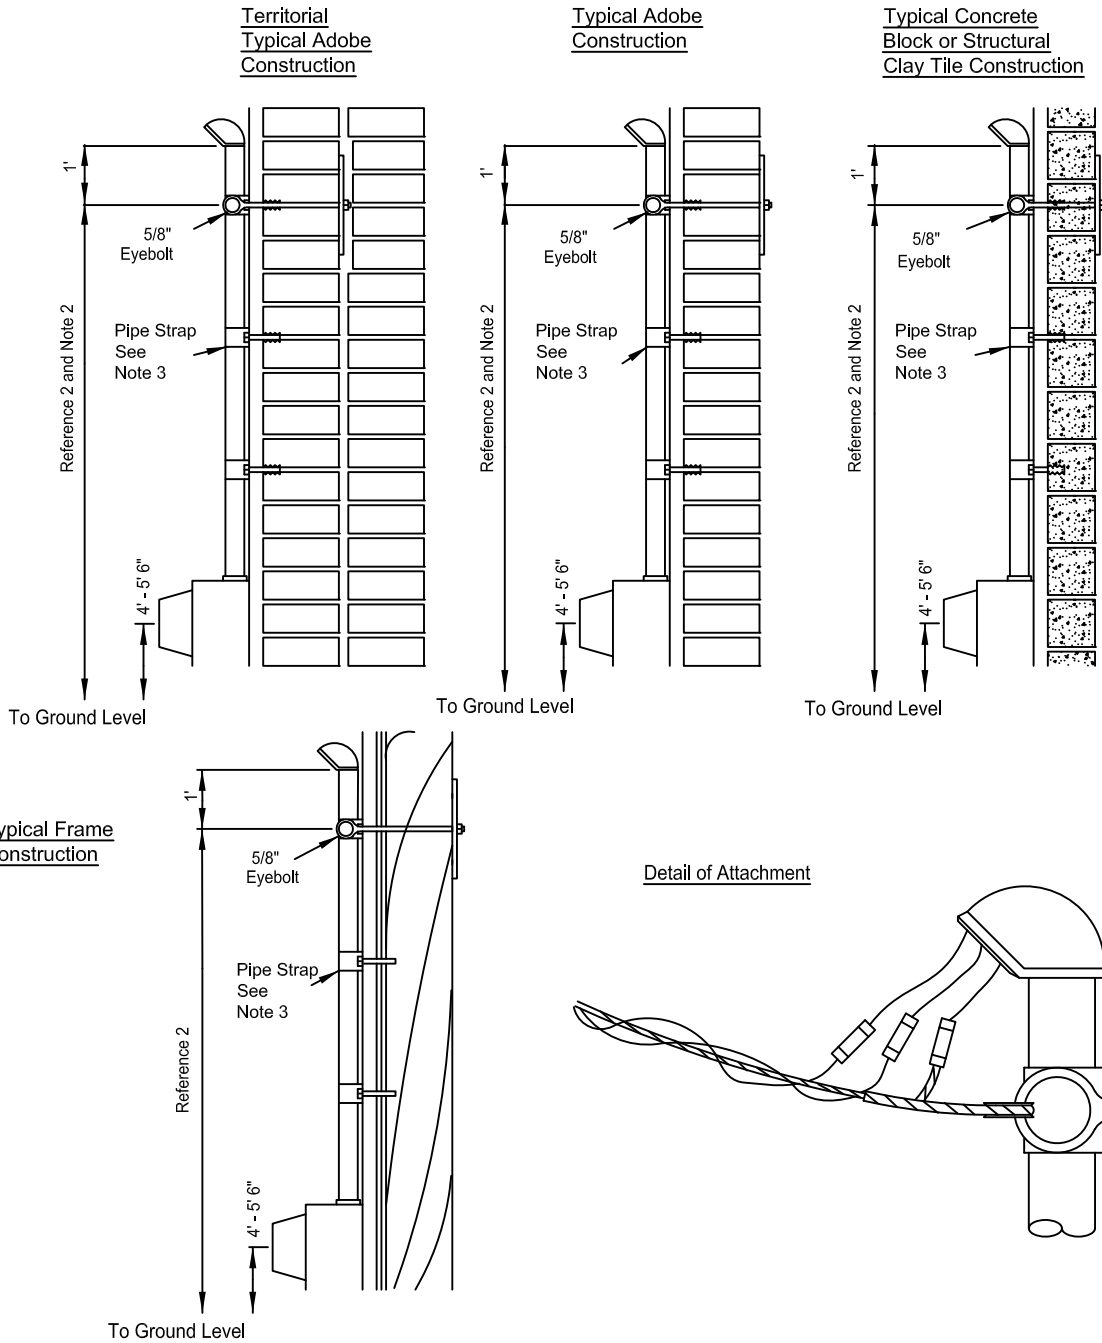 Territorial
Typical Adobe
Construction
Typical Adobe
Construction
Typical Concrete
Block or Structural
Clay Tile Construction
1'
5/8"
Eyebolt
Pipe Strap
See
Note 3
Reference 2 and Note 2
4' - 5' 6"
To Ground Level
1'
5/8"
Eyebolt
Pipe Strap
See
Note 3
Reference 2 and Note 2
4' - 5' 6"
To Ground Level
1'
5/8"
Eyebolt
Pipe Strap
See
Note 3
Reference 2 and Note 2
4' - 5' 6"
To Ground Level
ypical Frame
onstruction
1'
5/8"
Eyebolt
Pipe Strap
See
Note 3
Reference 2
4' - 5' 6"
To Ground Level
Detail of Attachment